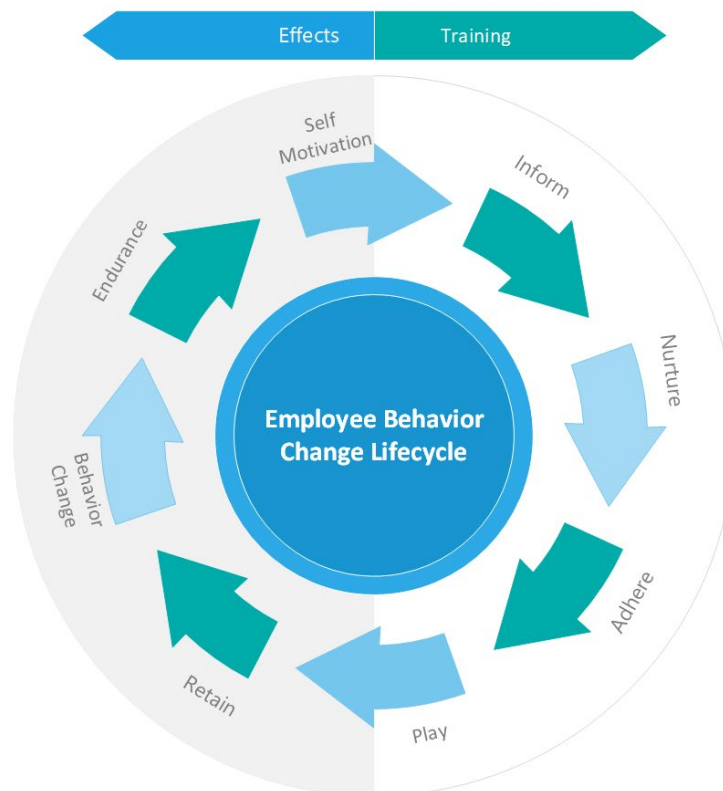 Effects
Training
Self
Motivation
Inform
Nurture
Adhere
Play
Retain
Behavior
Change
Endurance
Employee Behavior
Change Lifecycle